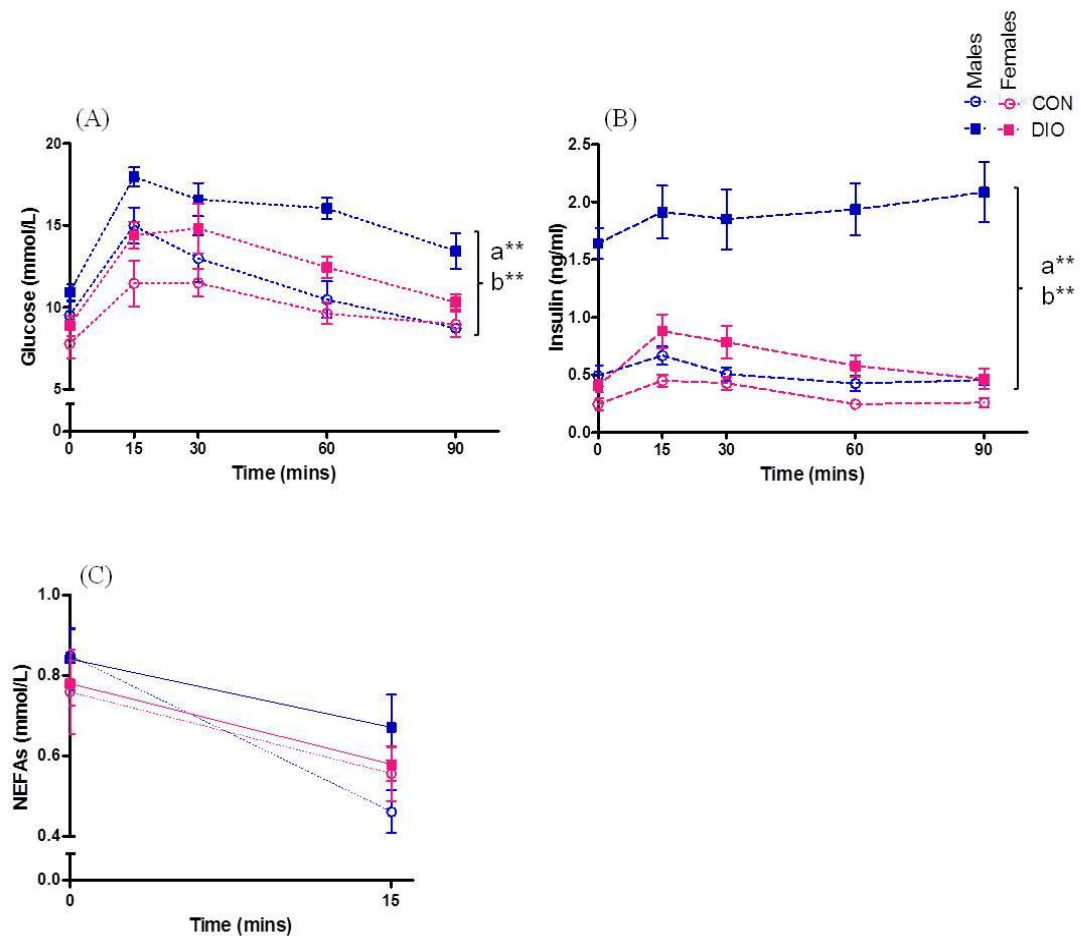 Males
Females
CON
DIO
(A)
20
15
10
5
0
Glucose (mmol/L)
0 15 30 60 90
Time (mins)
a**
b**
(B)
2.5
2.0
1.5
1.0
0.5
0.0
Insulin (ng/ml)
0 15 30 60 90
Time (mins)
a**
b**
(C)
1.0
0.8
0.6
0.4
0.0
NEFAs (mmol/L)
0 15
Time (mins)